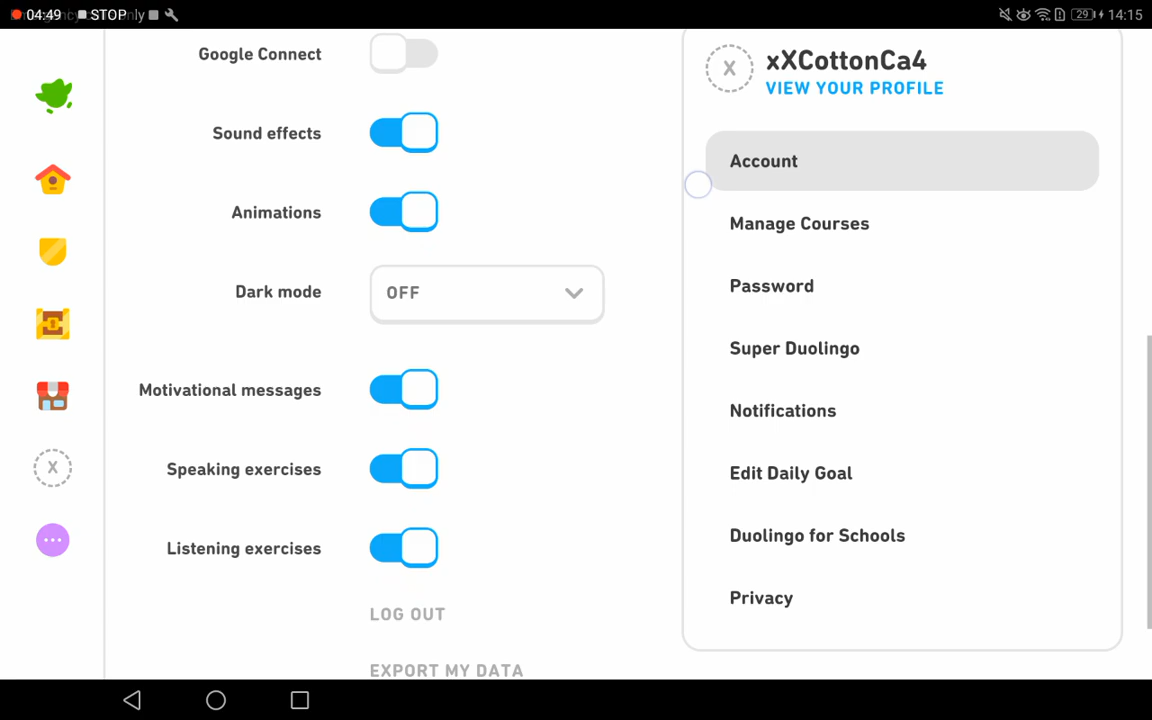 04:49 STOP nly 29 14:15
Google Connect
Sound effects
Animations
Dark mode
OFF
Motivational messages
Speaking exercises
Listening exercises
LOG OUT
EXPORT MY DATA
X
X xXCottonCa4
VIEW YOUR PROFILE
Account
Manage Courses
Password
Super Duolingo
Notifications
Edit Daily Goal
Duolingo for Schools
Privacy